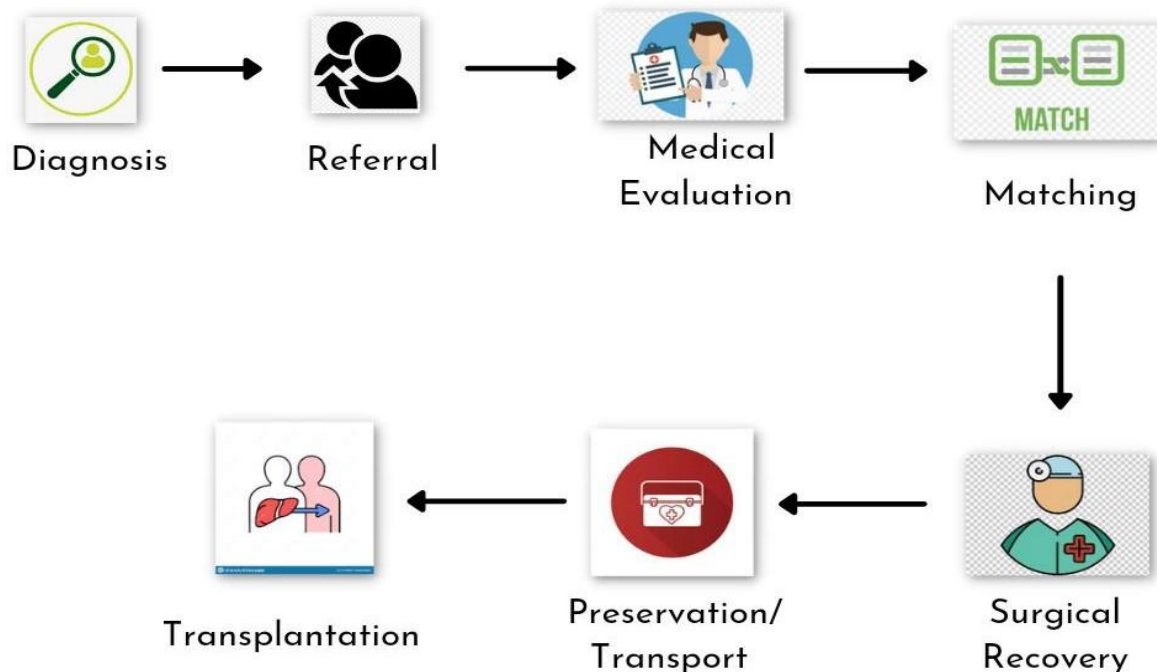 MATCH
Diagnosis
Referral
Medical
Evaluation
Matching
Transplantation
Preservation/
Transport
Surgical
Recovery